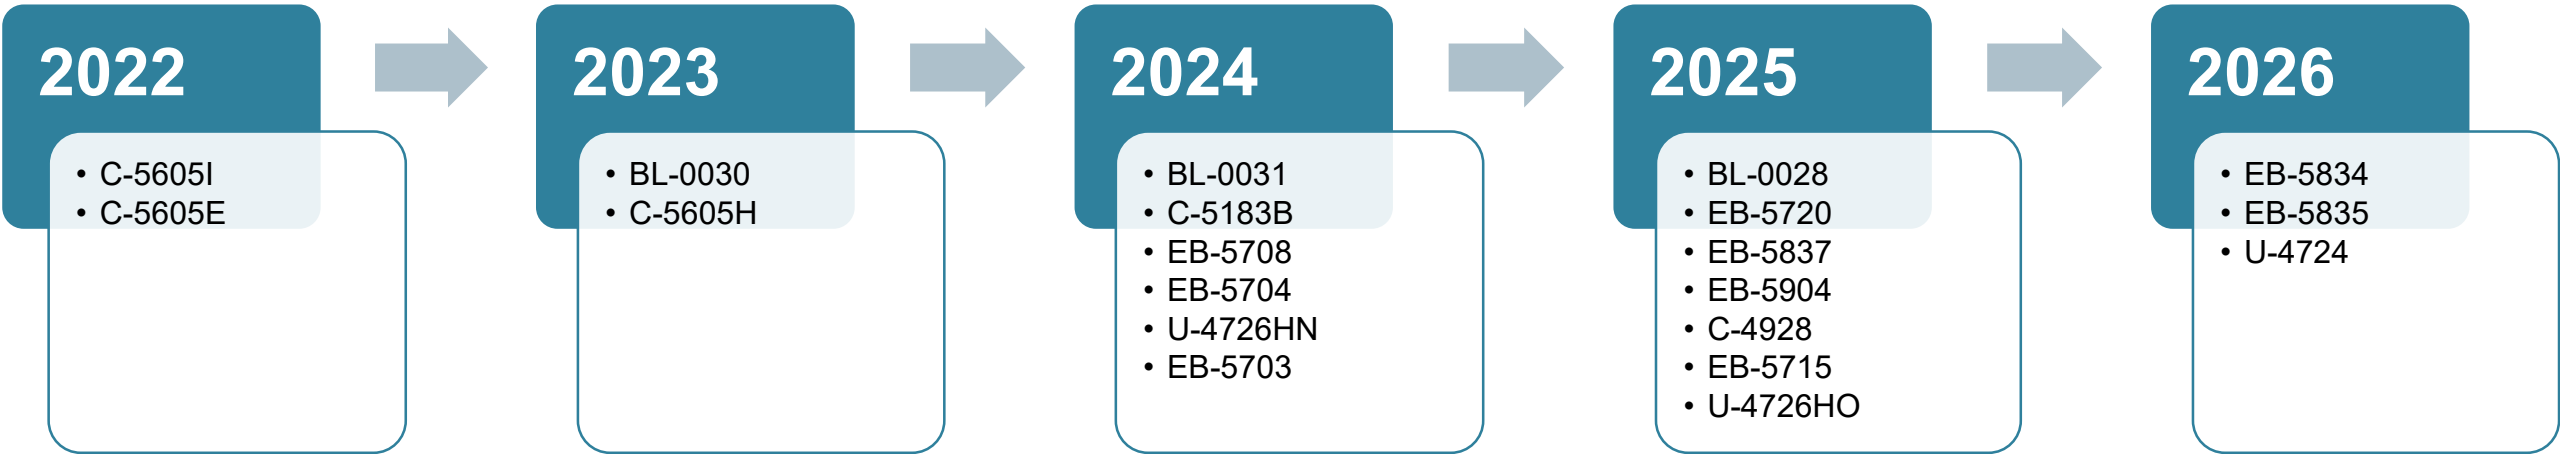 2022
• C-5605I
• C-5605E
2023
• BL-0030
• C-5605H
2024
• BL-0031
• C-5183B
• EB-5708
• EB-5704
• U-4726HN
• EB-5703
2025
• BL-0028
• EB-5720
• EB-5837
• EB-5904
• C-4928
• EB-5715
• U-4726HO
2026
• EB-5834
• EB-5835
• U-4724